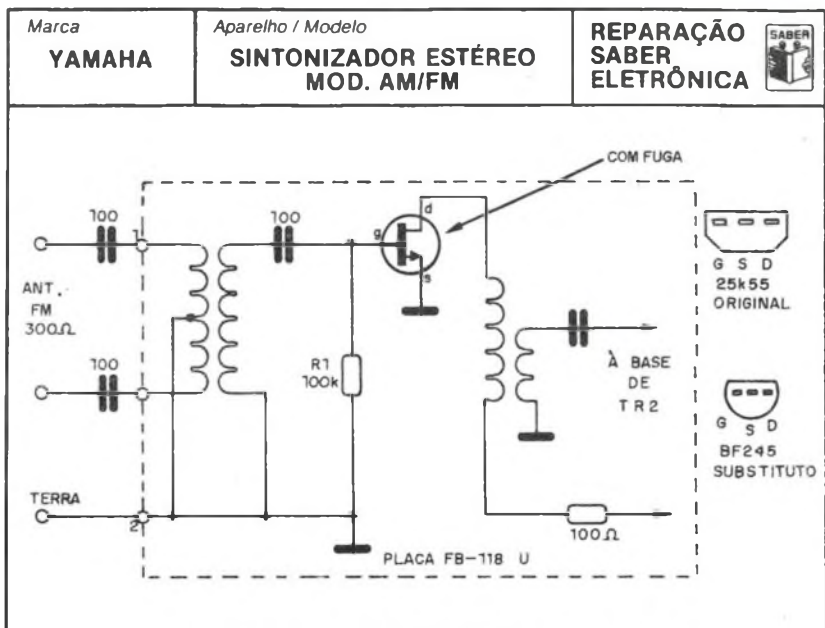 Marca
YAMAHA
Aparelho / Modelo
SINTONIZADOR ESTÉREO
MOD. AM/FM
REPARAÇÃO
SABER
ELETRÔNICA
SABER
COM FUGA
100
1
100
d
g
s
ANT.
FM
300Ω
100
R1
100k
À BASE
DE
TR2
G S D
25k55
ORIGINAL
G S D
BF245
SUBSTITUTO
TERRA
2
100Ω
PLACA FB-118 U